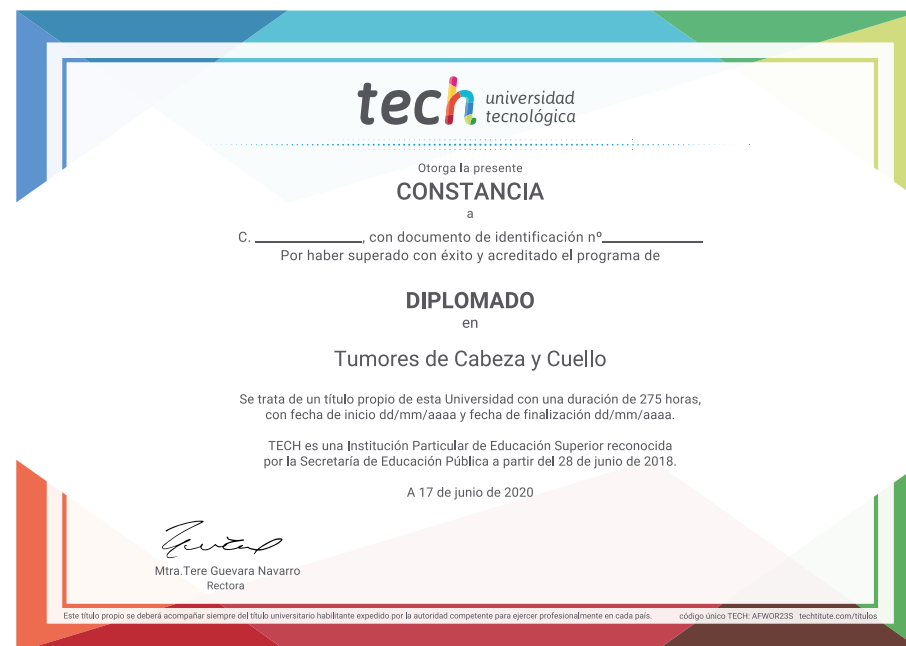 tech universidad
tecnológica
Otorga la presente
CONSTANCIA
a
C. ____________, con documento de identificación nº____________
Por haber superado con éxito y acreditado el programa de
DIPLOMADO
en
Tumores de Cabeza y Cuello
Se trata de un título propio de esta Universidad con una duración de 275 horas,
con fecha de inicio dd/mm/aaaa y fecha de finalización dd/mm/aaaa.
TECH es una Institución Particular de Educación Superior reconocida
por la Secretaría de Educación Pública a partir del 28 de junio de 2018.
A 17 de junio de 2020
Mtra.Tere Guevara Navarro
Rectora
Este título propio se deberá acompañar siempre del título universitario habilitante expedido por la autoridad competente para ejercer profesionalmente en cada país. código único TECH: AFWOR23S techtitute.com/titulos